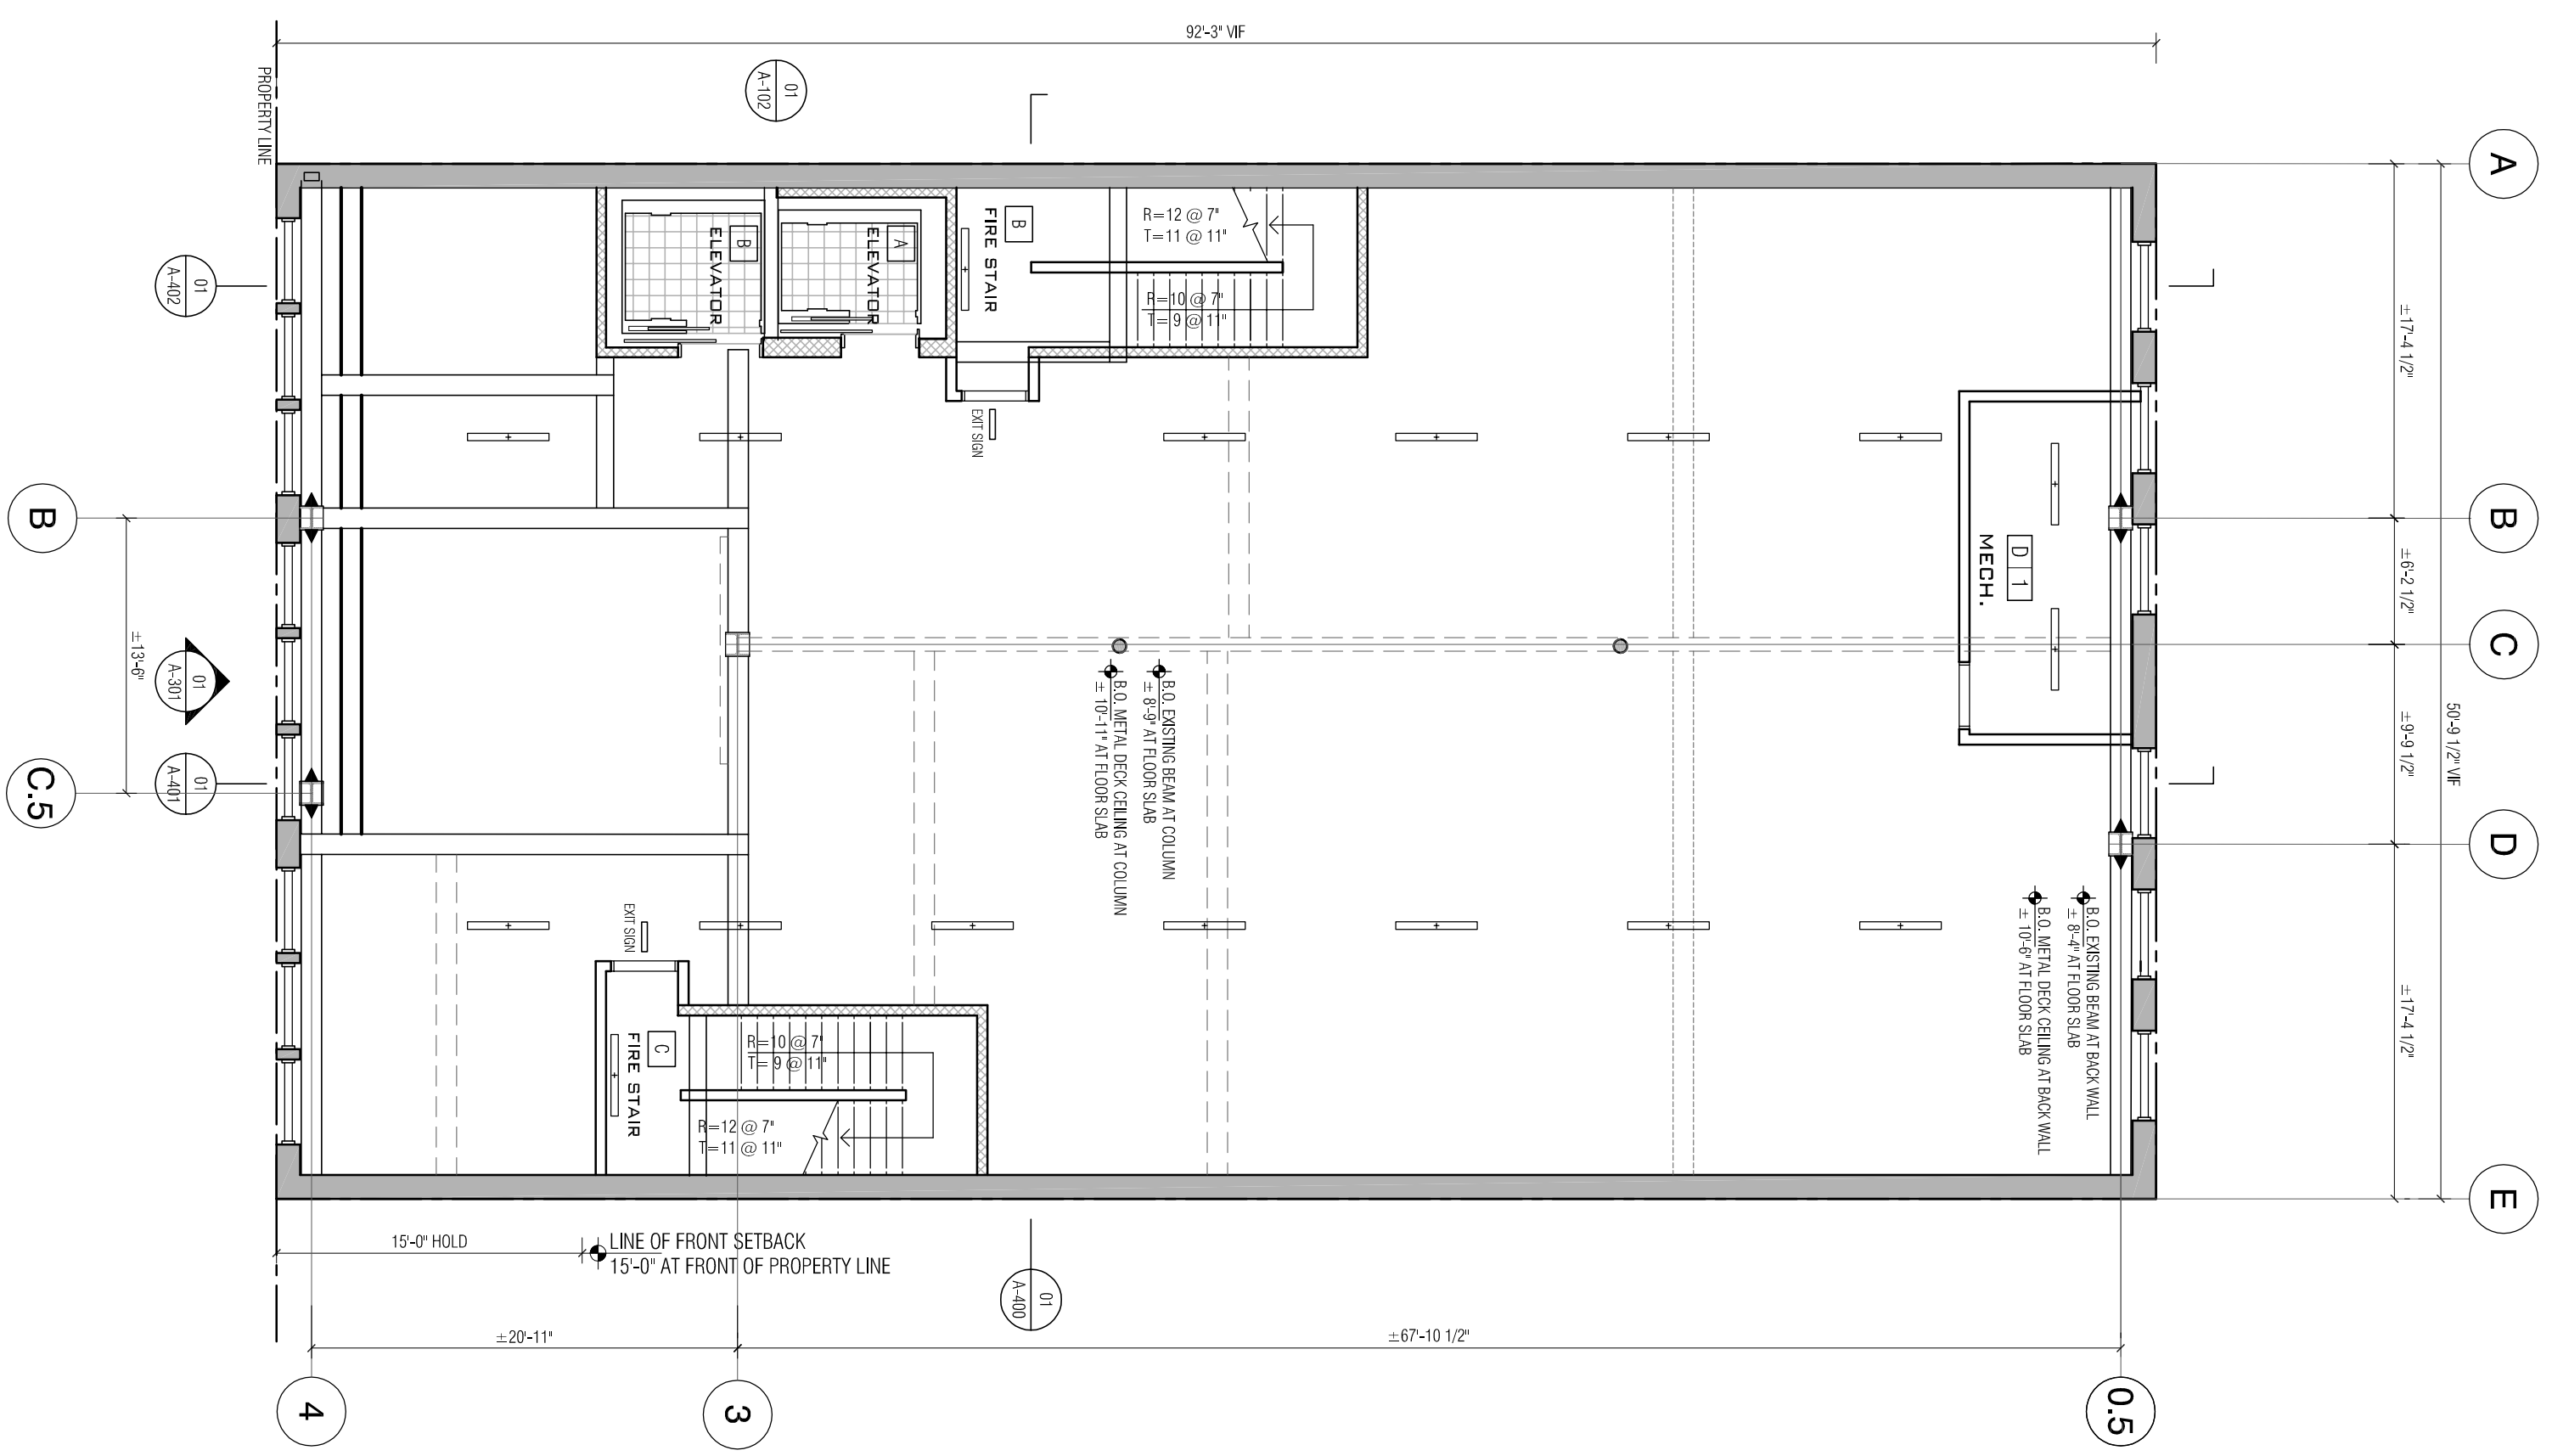 92'-3" VIF
PROPERTY LINE
01
A-102
A
01
A-402
B
ELEVATOR
A
ELEVATOR
B
FIRE STAIR
R=12 @ 7"
T=11 @ 11"
R=10 @ 7"
T= 9 @ 11"
±17'-4 1/2"
EXIT SIGN
B
D 1
MECH.
B
±6'-2 1/2"
±13'-6"
01
A-301
C
50'-9 1/2" VIF
±9'-9 1/2"
B.O. EXISTING BEAM AT COLUMN
± 8'-9" AT FLOOR SLAB
B.O. METAL DECK CEILING AT COLUMN
± 10'-11" AT FLOOR SLAB
C.5
01
A-401
D
B.O. EXISTING BEAM AT BACK WALL
± 8'-4" AT FLOOR SLAB
B.O. METAL DECK CEILING AT BACK WALL
± 10'-6" AT FLOOR SLAB
±17'-4 1/2"
EXIT SIGN
C
FIRE STAIR
R=10 @ 7"
T= 9 @ 11"
R=12 @ 7"
T=11 @ 11"
E
15'-0" HOLD
LINE OF FRONT SETBACK
15'-0" AT FRONT OF PROPERTY LINE
01
A-400
±20'-11"
±67'-10 1/2"
4
3
0.5